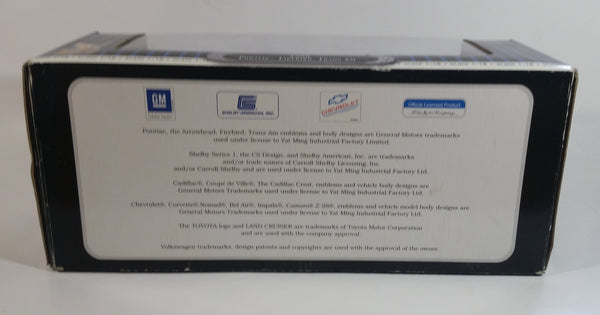 GM
SHELBY AMERICAN, INC.
CHEVROLET
Official Licensed Product
Pontiac, the Arrowhead, Firebird, Trans Am emblems and body designs are General Motors trademarks
used under license to Yat Ming Industrial Factory Limited.
Shelby Series 1, the CS Design, and Shelby American, Inc. are trademarks
and/or trade names of Carroll Shelby Licensing, Inc.
and/or Carroll Shelby and are used under license to Yat Ming Industrial Factory Ltd.
Cadillac®, Coupe de Ville®, The Cadillac Crest, emblems and vehicle body designs are
General Motors Trademarks used under license to Yat Ming Industrial Factory Ltd.
Chevrolet®, Corvette®, Nomad®, Bel Air®, Impala®, Camaro® Z-28®, emblems and vehicle model body designs are
General Motors Trademarks used under license to Yat Ming Industrial Factory Ltd.
The TOYOTA logo and LAND CRUISER are trademarks of Toyota Motor Corporation
and are used with the company approval.
Volkswagen trademarks, design patents and copyrights are used with the approval of the owner.